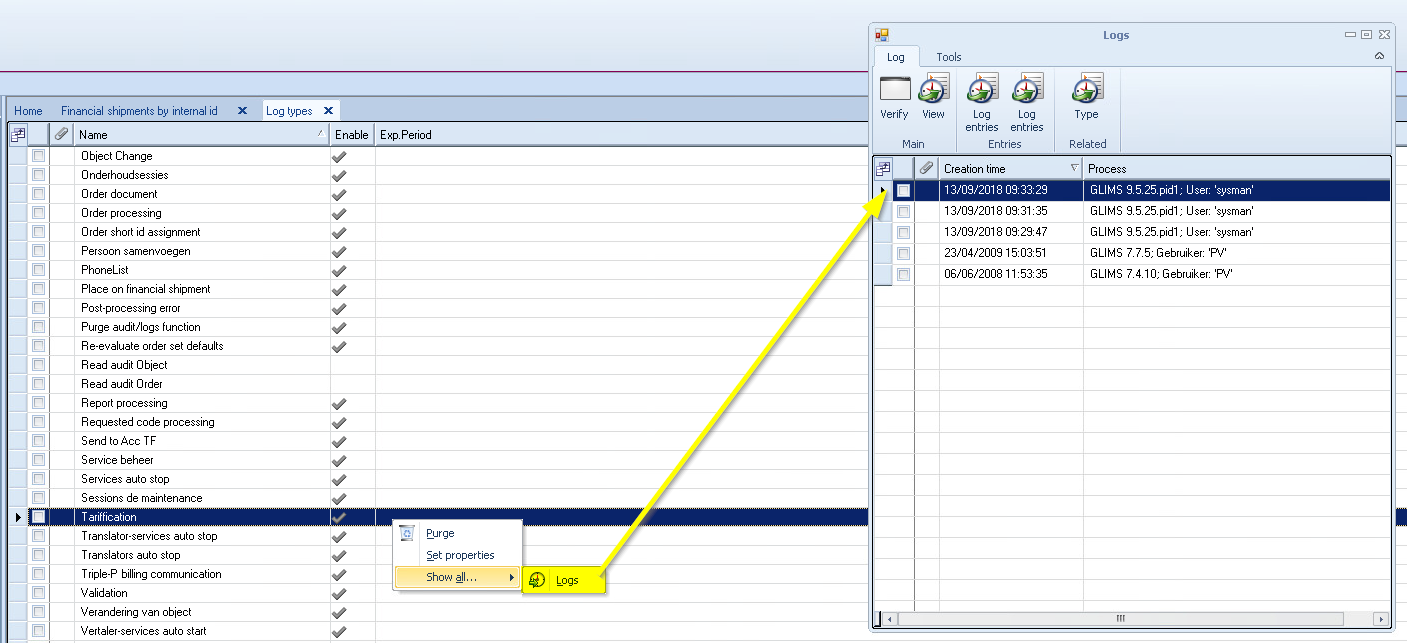 Home Financial shipments by internal id Log types
Name Enable Exp.Period
Object Change
Onderhoudsessies
Order document
Order processing
Order short id assignment
Persoon samenvoegen
PhoneList
Place on financial shipment
Post-processing error
Purge audit/logs function
Re-evaluate order set defaults
Read audit Object
Read audit Order
Report processing
Requested code processing
Send to Acc TF
Service beheer
Services auto stop
Sessions de maintenance
Tariffication
Translator-services auto stop
Translators auto stop
Triple-P billing communication
Validation
Verandering van object
Vertaler-services auto start
Purge
Set properties
Show all...
Logs
Logs
Log Tools
Verify View Log entries Log entries Type
Main Entries Related
Creation time Process
13/09/2018 09:33:29 GLIMS 9.5.25.pid1; User: 'sysman'
13/09/2018 09:31:35 GLIMS 9.5.25.pid1; User: 'sysman'
13/09/2018 09:29:47 GLIMS 9.5.25.pid1; User: 'sysman'
23/04/2009 15:03:51 GLIMS 7.7.5; Gebruiker: 'PV'
06/06/2008 11:53:35 GLIMS 7.4.10; Gebruiker: 'PV'